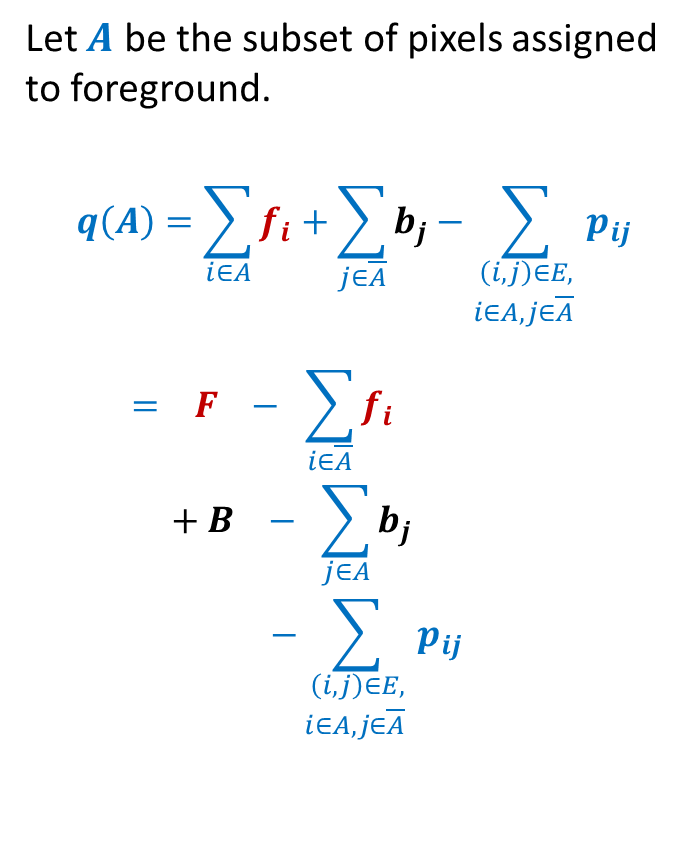 Let A be the subset of pixels assigned
to foreground.
q(A) = ∑ f_i + ∑ b_j − ∑ p_ij
i∈A j∈A̅ (i,j)∈E,
i∈A,j∈A̅
= F − ∑ f_i
i∈A̅
+ B − ∑ b_j
j∈A
− ∑ p_ij
(i,j)∈E,
i∈A,j∈A̅